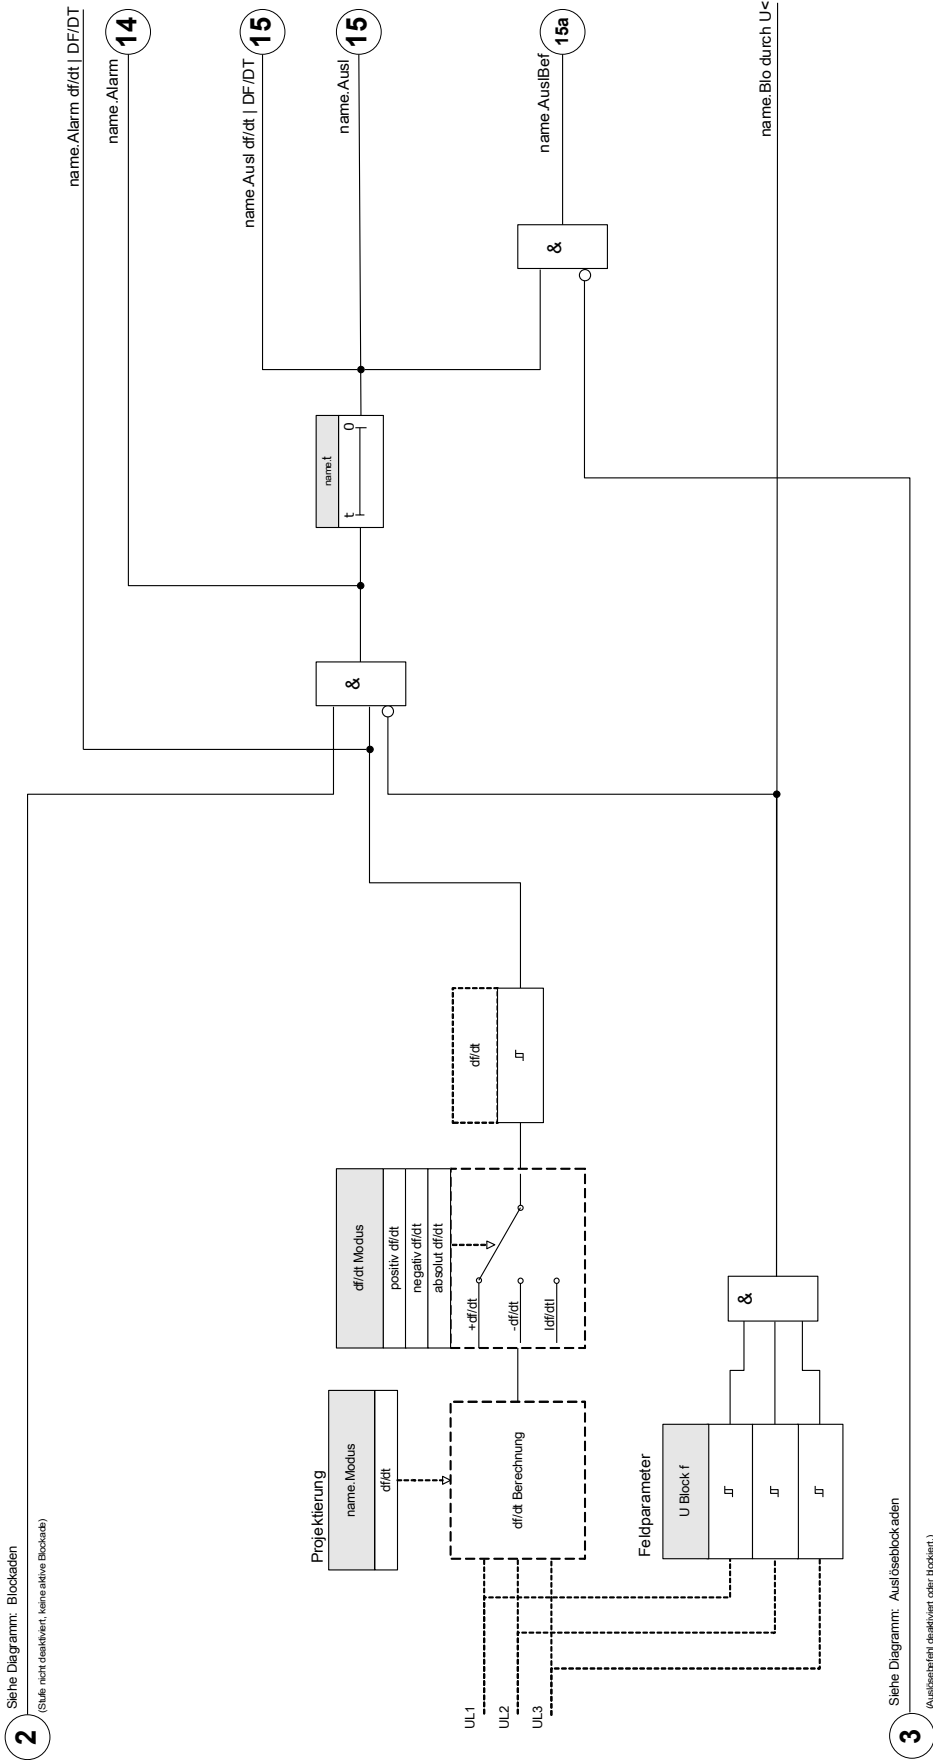 2
Siehe Diagramm: Blockaden
(Stufe nicht deaktiviert, keine aktive Blockade)
name.Alarm df/dt | DF/DT
14
name.Alarm
15
name.Ausl df/dt | DF/DT
15
name.Ausl
15a
name.AuslBef
name.Blo durch U<
Projektierung
name.Modus
df/dt
df/dt Modus
positiv df/dt
negativ df/dt
absolut df/dt
+df/dt
-df/dt
|df/dt|
df/dt Berechnung
df/dt
&
name.t
t
0
&
UL1
UL2
UL3
Feldparameter
U Block f
&
3
Siehe Diagramm: Auslöseblockaden
(Auslösebefehl deaktiviert oder blockiert.)